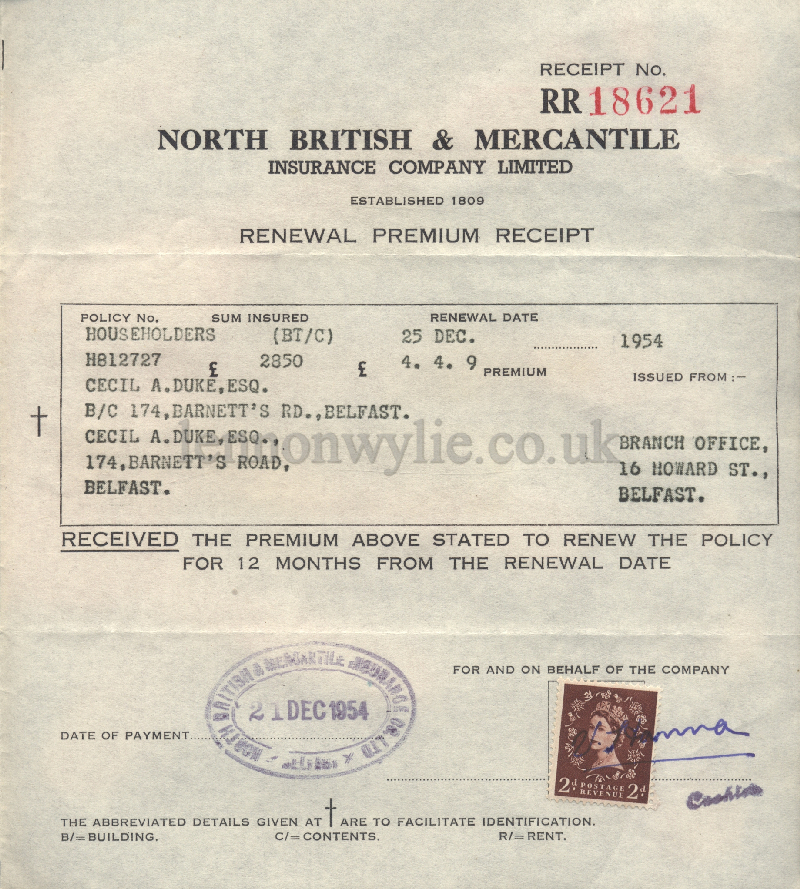 RECEIPT No.
RR 18621
NORTH BRITISH & MERCANTILE
INSURANCE COMPANY LIMITED
ESTABLISHED 1809
RENEWAL PREMIUM RECEIPT
POLICY No. SUM INSURED RENEWAL DATE
HOUSEHOLDERS (BT/C) 25 DEC. 1954
H812727 £ 2850 £ 4. 4. 9 PREMIUM ISSUED FROM :—
CECIL A.DUKE,ESQ.
† B/C 174,BARNETT'S RD.,BELFAST.
CECIL A.DUKE,ESQ.,
174,BARNETT'S ROAD,
BELFAST.
BRANCH OFFICE,
16 HOWARD ST.,
BELFAST.
RECEIVED THE PREMIUM ABOVE STATED TO RENEW THE POLICY
FOR 12 MONTHS FROM THE RENEWAL DATE
NORTH BRITISH & MERCANTILE INSURANCE CO. LTD
21 DEC 1954
FOR AND ON BEHALF OF THE COMPANY
DATE OF PAYMENT
2d POSTAGE REVENUE 2d
Cashier
THE ABBREVIATED DETAILS GIVEN AT † ARE TO FACILITATE IDENTIFICATION.
B/=BUILDING. C/=CONTENTS. R/=RENT.